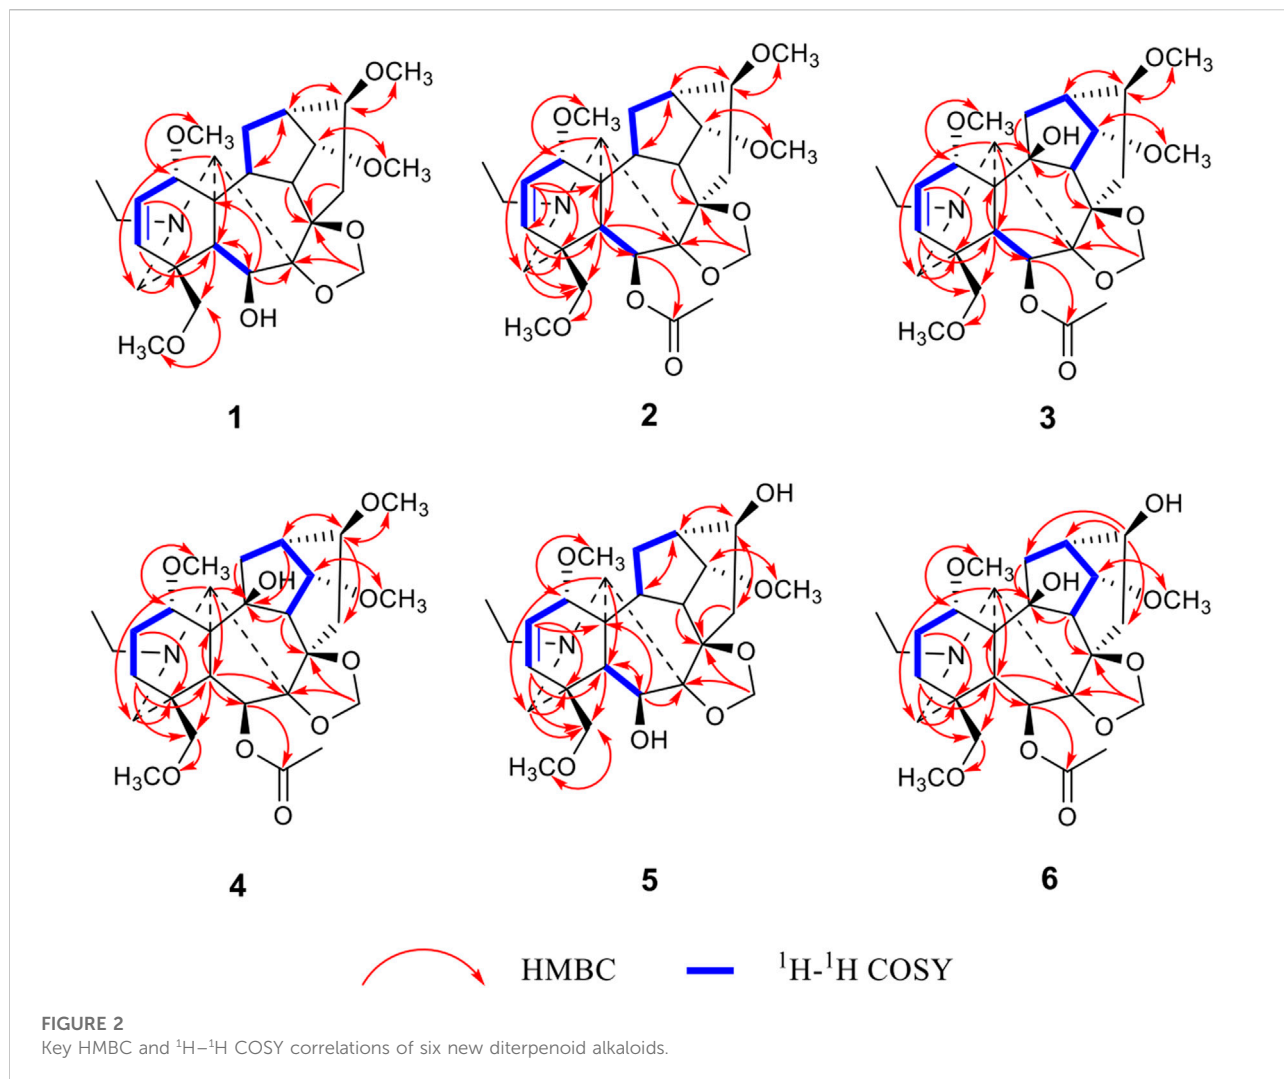 OCH3
OCH3
OCH3
N
O
O
OH
H3CO
1
OCH3
OCH3
OCH3
N
O
O
O
H3CO
O
2
OCH3
OCH3
OH
OCH3
N
O
O
O
H3CO
O
3
OCH3
OCH3
OH
OCH3
N
O
O
O
H3CO
O
4
OH
OCH3
OCH3
N
O
O
OH
H3CO
5
OH
OCH3
OH
OCH3
N
O
O
O
H3CO
O
6
HMBC
1H-1H COSY
FIGURE 2
Key HMBC and 1H–1H COSY correlations of six new diterpenoid alkaloids.